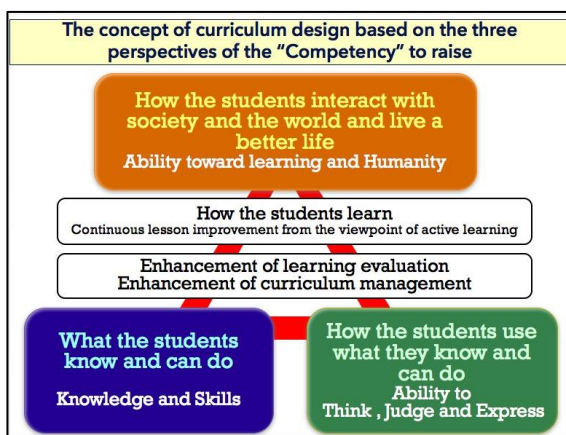 The concept of curriculum design based on the three
perspectives of the “Competency” to raise
How the students interact with
society and the world and live a
better life
Ability toward learning and Humanity
How the students learn
Continuous lesson improvement from the viewpoint of active learning
Enhancement of learning evaluation
Enhancement of curriculum management
What the students
know and can do
Knowledge and Skills
How the students use
what they know and
can do
Ability to
Think , Judge and Express